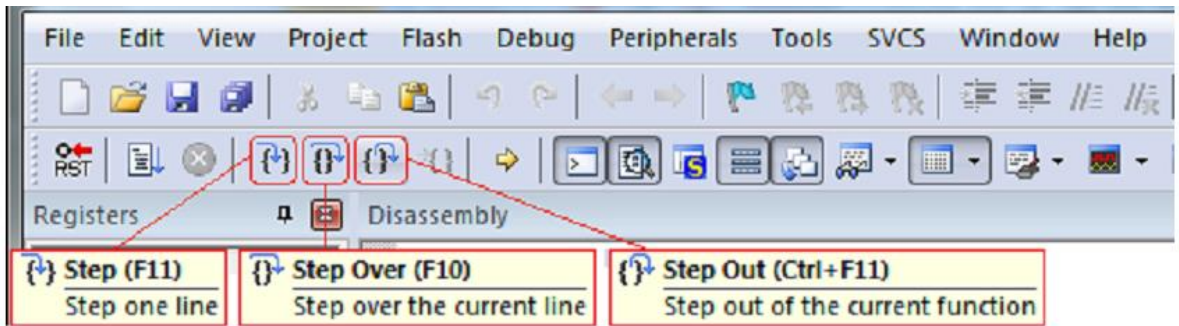 File Edit View Project Flash Debug Peripherals Tools SVCS Window Help
RST
Registers Disassembly
{} Step (F11)
Step one line
{} Step Over (F10)
Step over the current line
{} Step Out (Ctrl+F11)
Step out of the current function